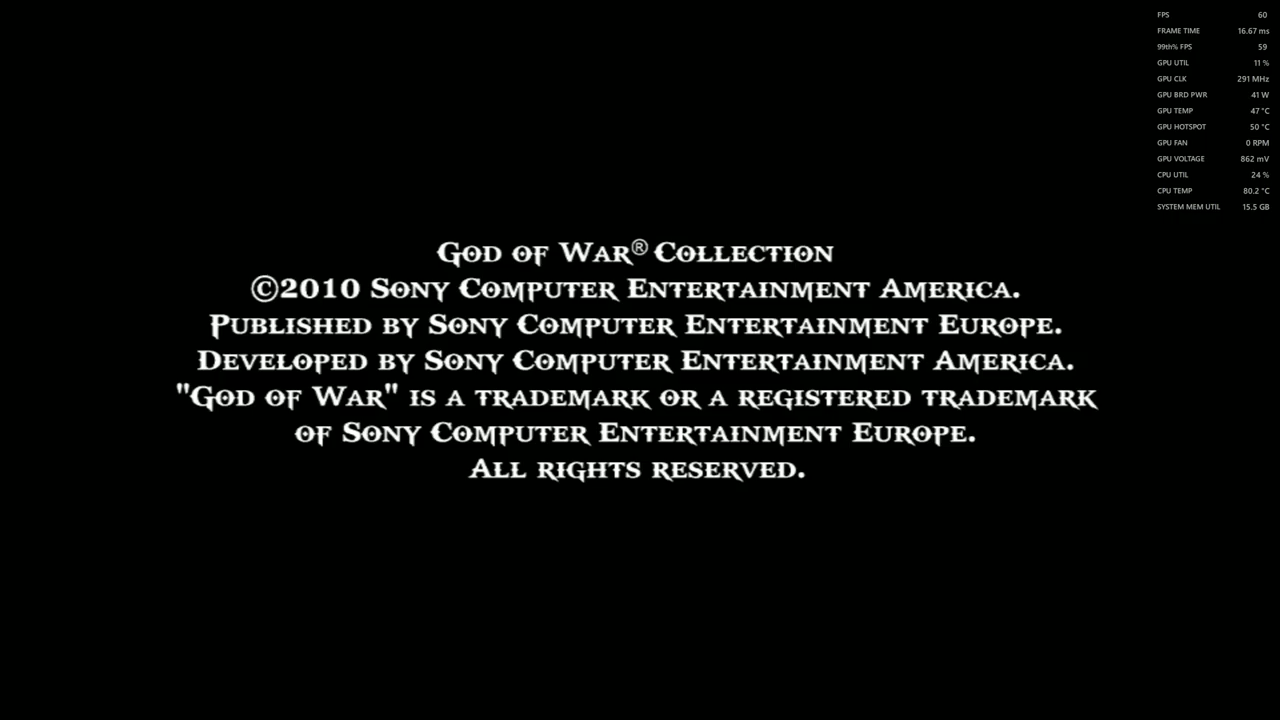 God of War® Collection
©2010 Sony Computer Entertainment America.
Published by Sony Computer Entertainment Europe.
Developed by Sony Computer Entertainment America.
"God of War" is a trademark or a registered trademark
of Sony Computer Entertainment Europe.
All rights reserved.
FPS 60
FRAME TIME 16.67 ms
99th% FPS 59
GPU UTIL 11 %
GPU CLK 291 MHz
GPU BRD PWR 41 W
GPU TEMP 47 °C
GPU HOTSPOT 50 °C
GPU FAN 0 RPM
GPU VOLTAGE 862 mV
CPU UTIL 24 %
CPU TEMP 80.2 °C
SYSTEM MEM UTIL 15.5 GB